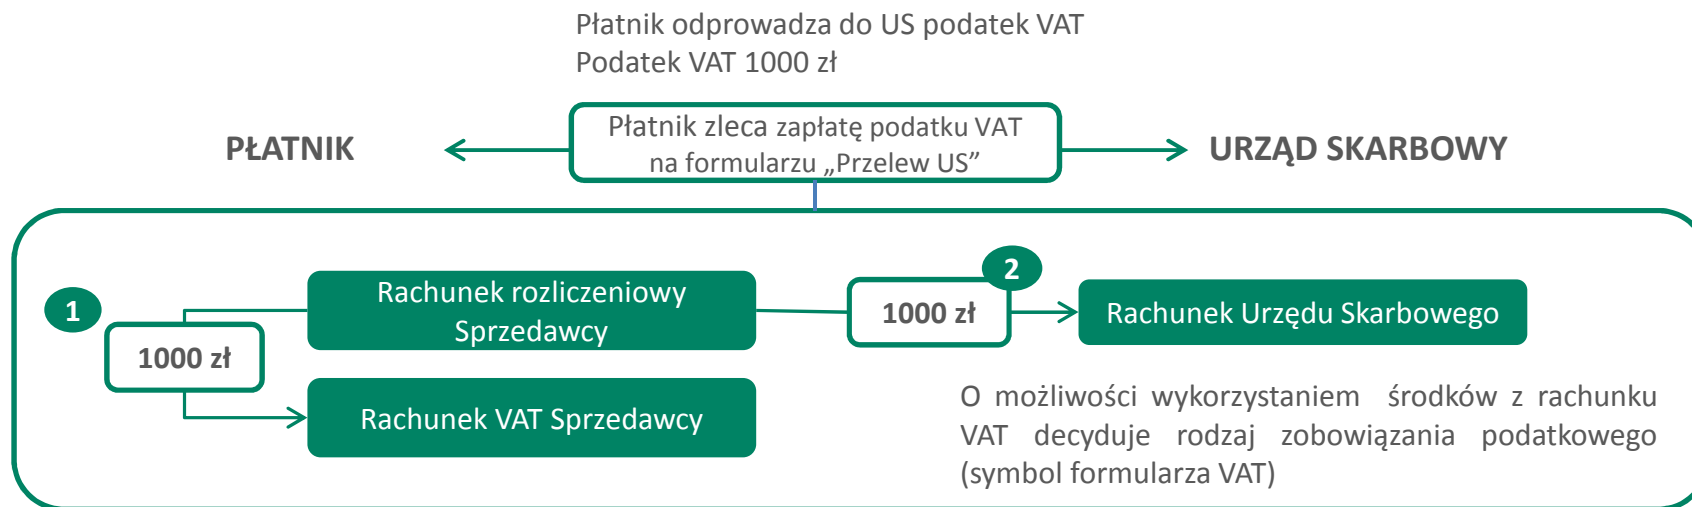 Płatnik odprowadza do US podatek VAT
Podatek VAT 1000 zł
PŁATNIK
Płatnik zleca zapłatę podatku VAT
na formularzu „Przelew US”
URZĄD SKARBOWY
1
1000 zł
Rachunek rozliczeniowy
Sprzedawcy
Rachunek VAT Sprzedawcy
2
1000 zł
Rachunek Urzędu Skarbowego
O możliwości wykorzystaniem środków z rachunku
VAT decyduje rodzaj zobowiązania podatkowego
(symbol formularza VAT)